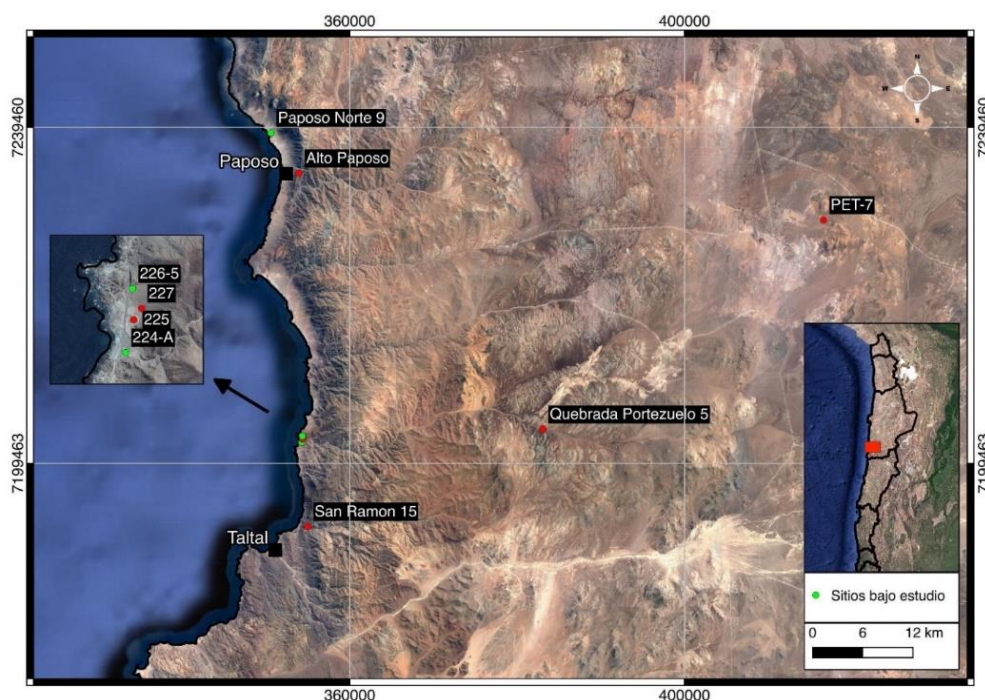 360000 400000
N
W E
S
7239460 7239460
Paposo Norte 9
Paposo
Alto Paposo
PET-7
226-5
227
225
224-A
Quebrada Portezuelo 5
7199463 7199463
San Ramon 15
Taltal
Sitios bajo estudio
0 6 12 km
360000 400000